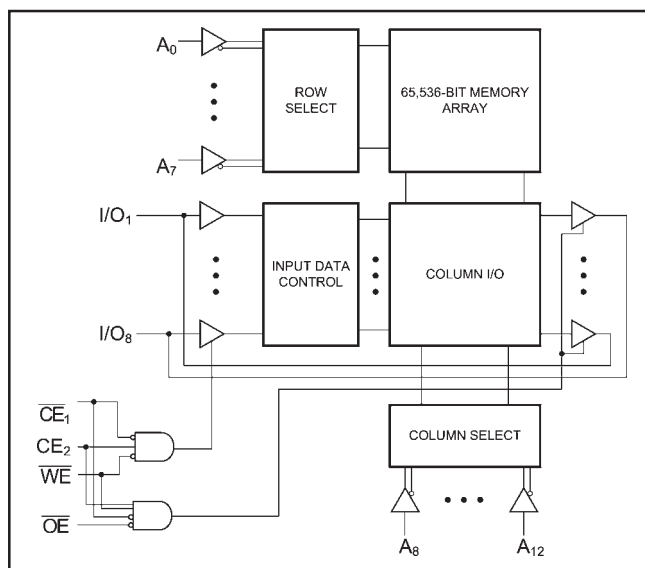 A0
ROW
SELECT
65,536-BIT MEMORY
ARRAY
A7
I/O1
INPUT DATA
CONTROL
COLUMN I/O
I/O8
CE1
CE2
WE
OE
COLUMN SELECT
A8
A12